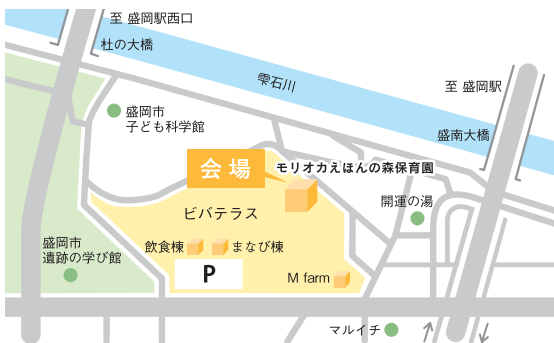 至 盛岡駅西口
杜の大橋
雫石川
至 盛岡駅
盛岡市
子ども科学館
盛南大橋
会場
モリオカえほんの森保育園
開運の湯
ビバテラス
盛岡市
遺跡の学び館
飲食棟
まなび棟
P
M farm
マルイチ